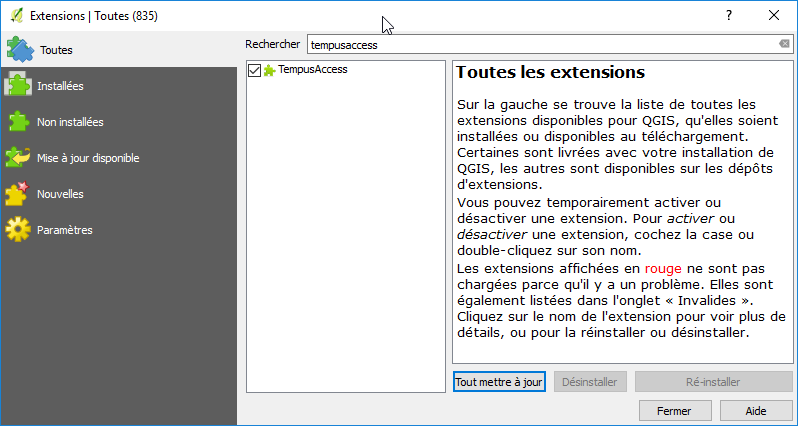 Extensions | Toutes (835)
Toutes
Installées
Non installées
Mise à jour disponible
Nouvelles
Paramètres
Rechercher tempusaccess
TempusAccess
Toutes les extensions
Sur la gauche se trouve la liste de toutes les
extensions disponibles pour QGIS, qu'elles soient
installées ou disponibles au téléchargement.
Certaines sont livrées avec votre installation de
QGIS, les autres sont disponibles sur les dépôts
d'extensions.
Vous pouvez temporairement activer ou
désactiver une extension. Pour activer ou
désactiver une extension, cochez la case ou
double-cliquez sur son nom.
Les extensions affichées en rouge ne sont pas
chargées parce qu'il y a un problème. Elles sont
également listées dans l'onglet « Invalides ».
Cliquez sur le nom de l'extension pour voir plus de
détails, ou pour la réinstaller ou désinstaller.
Tout mettre à jour Désinstaller Ré-installer
Fermer Aide